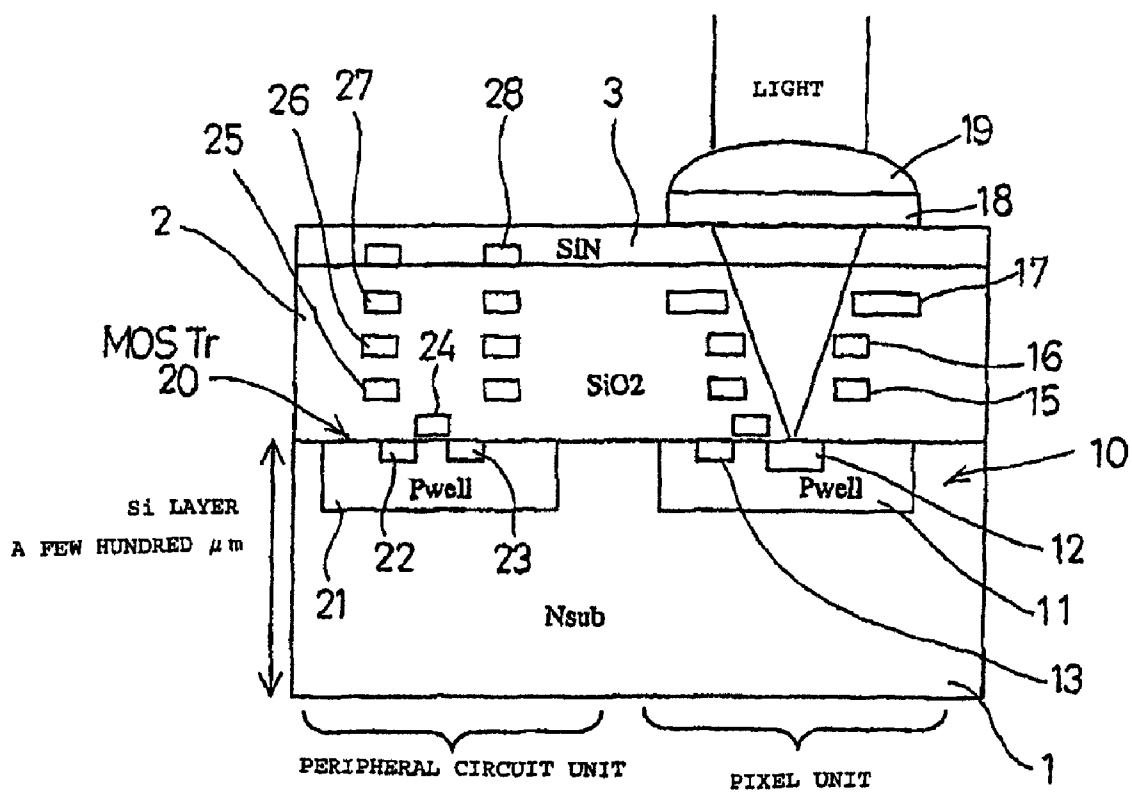 LIGHT
27
28
3
26
19
25
18
2
SiN
17
MOS Tr
20
24
16
SiO2
15
10
Si LAYER
A FEW HUNDRED μm
Pwell
Pwell
22
23
12
21
11
Nsub
13
1
PERIPHERAL CIRCUIT UNIT
PIXEL UNIT